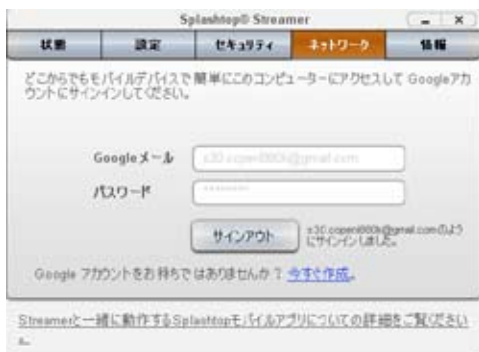 Splashtop® Streamer
状態 設定 セキュリティ ネットワーク 情報
どこからでもモバイルデバイスで簡単にこのコンピューターにアクセスして Googleアカ
ウントにサインインしてください。
Googleメール
@gmail.com
パスワード
********
サインアウト
@gmail.comのよう
にサインインしました。
Google アカウントをお持ちではありませんか? 今すぐ作成。
Streamerと一緒に動作するSplashtopモバイルアプリについての詳細をご覧ください
。